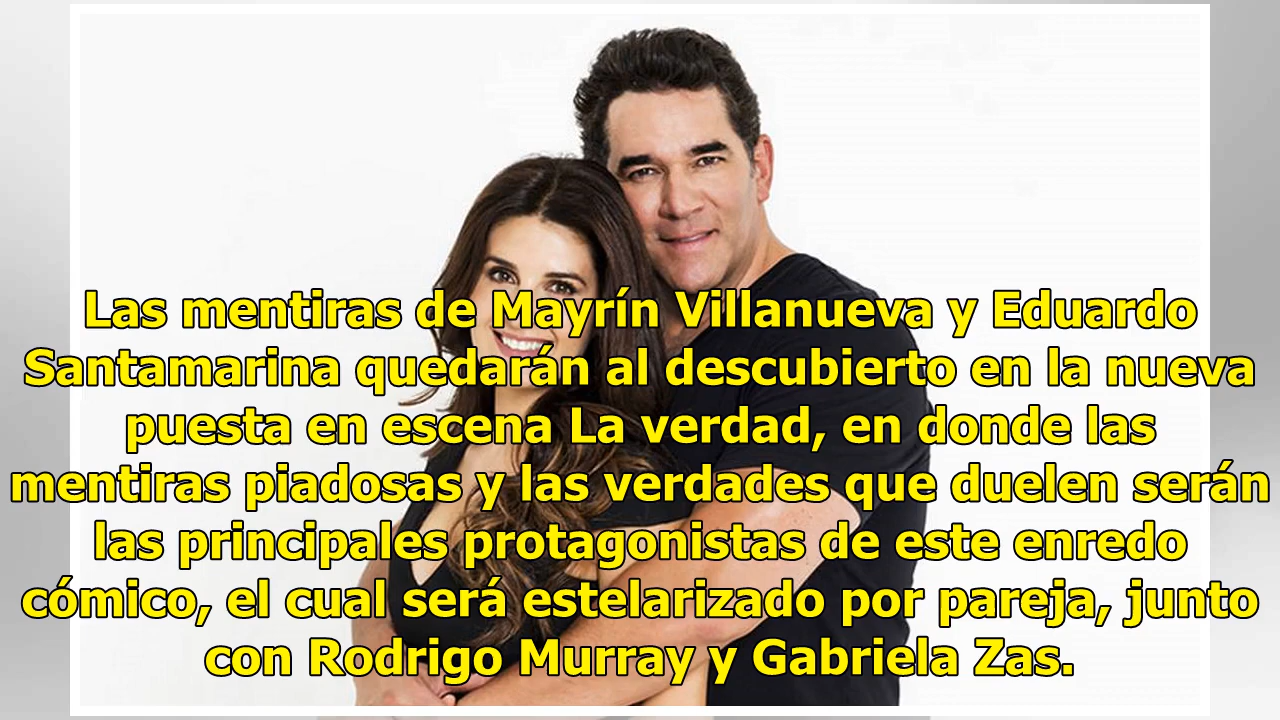 Las mentiras de Mayrín Villanueva y Eduardo
Santamarina quedarán al descubierto en la nueva
puesta en escena La verdad, en donde las
mentiras piadosas y las verdades que duelen serán
las principales protagonistas de este enredo
cómico, el cual será estelarizado por pareja, junto
con Rodrigo Murray y Gabriela Zas.